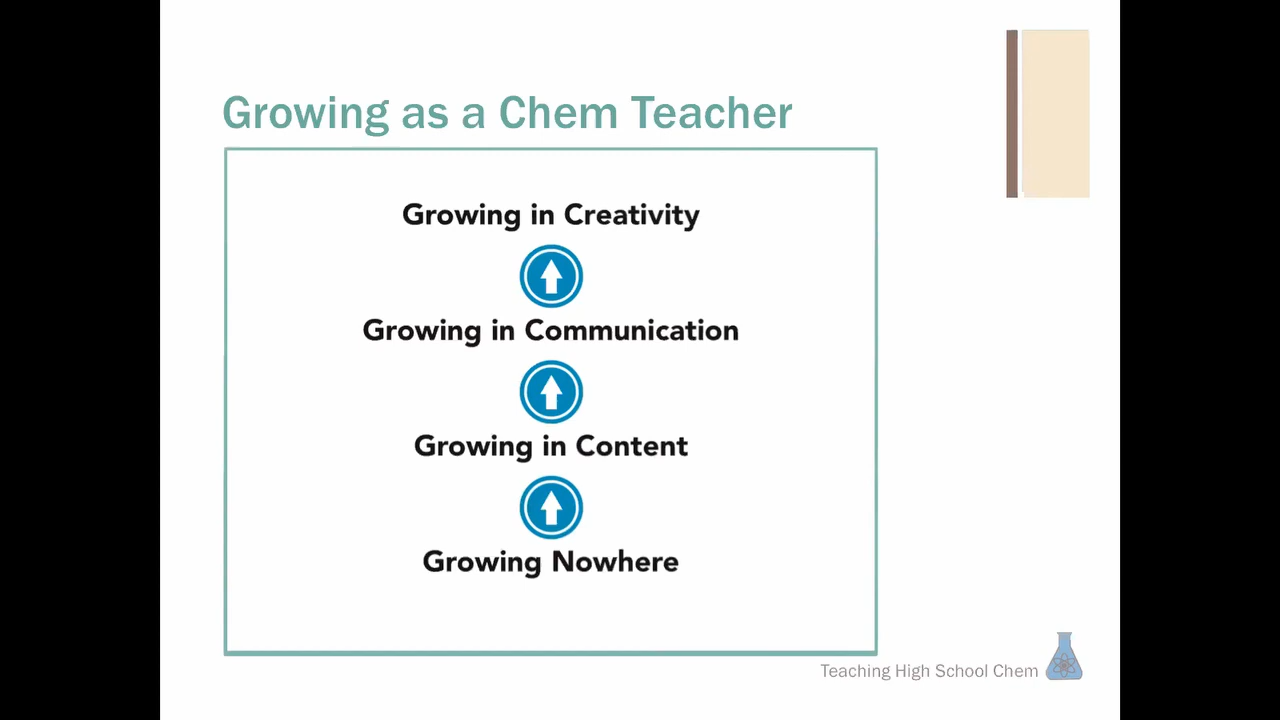 Growing as a Chem Teacher
Growing in Creativity
Growing in Communication
Growing in Content
Growing Nowhere
Teaching High School Chem